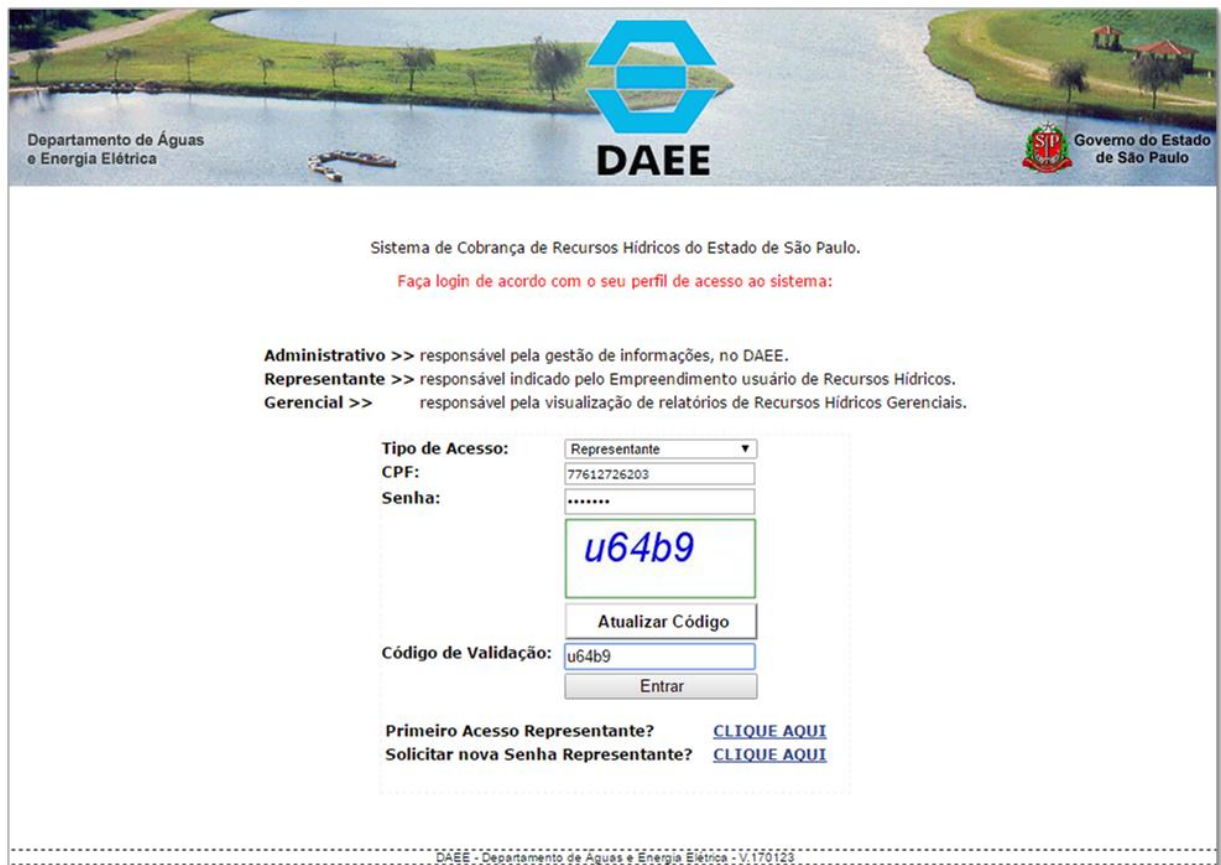 Departamento de Águas
e Energia Elétrica
DAEE
SP
Governo do Estado
de São Paulo
Sistema de Cobrança de Recursos Hídricos do Estado de São Paulo.
Faça login de acordo com o seu perfil de acesso ao sistema:
Administrativo >> responsável pela gestão de informações, no DAEE.
Representante >> responsável indicado pelo Empreendimento usuário de Recursos Hídricos.
Gerencial >> responsável pela visualização de relatórios de Recursos Hídricos Gerenciais.
Tipo de Acesso: Representante
CPF: 77612726203
Senha: •••••••
u64b9
Atualizar Código
Código de Validação: u64b9
Entrar
Primeiro Acesso Representante? CLIQUE AQUI
Solicitar nova Senha Representante? CLIQUE AQUI
DAEE - Departamento de Águas e Energia Elétrica - V.170123